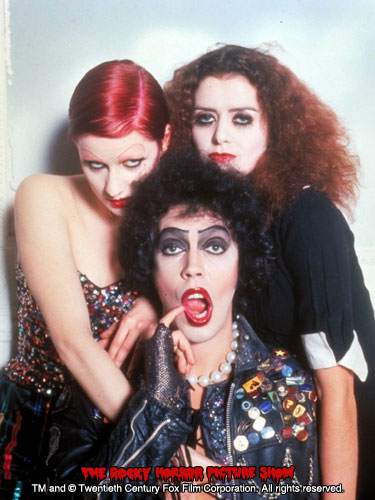 THE ROCKY HORROR PICTURE SHOW
TM and © Twentieth Century Fox Film Corporation. All rights reserved.